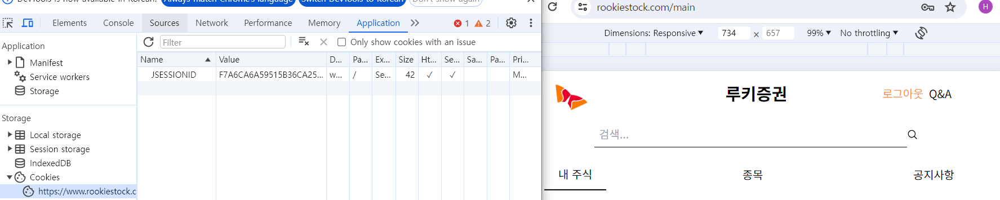 DevTools is now available in Korean!
Always match Chrome's language
Switch DevTools to Korean
Don't show again
Elements
Console
Sources
Network
Performance
Memory
Application
1
2
Application
Manifest
Service workers
Storage
Storage
Local storage
Session storage
IndexedDB
Cookies
https://www.rookiestock.c
Filter
Only show cookies with an issue
Name Value D... Pa... Ex... Size Ht... Se... Sa... Pa... Pri...
JSESSIONID F7A6CA6A59515B36CA25... w... / Se... 42 ✓ ✓ M...
rookiestock.com/main
H
Dimensions: Responsive ▼ 734 × 657 99% ▼ No throttling ▼
루키증권
로그아웃 Q&A
검색...
내 주식
종목
공지사항